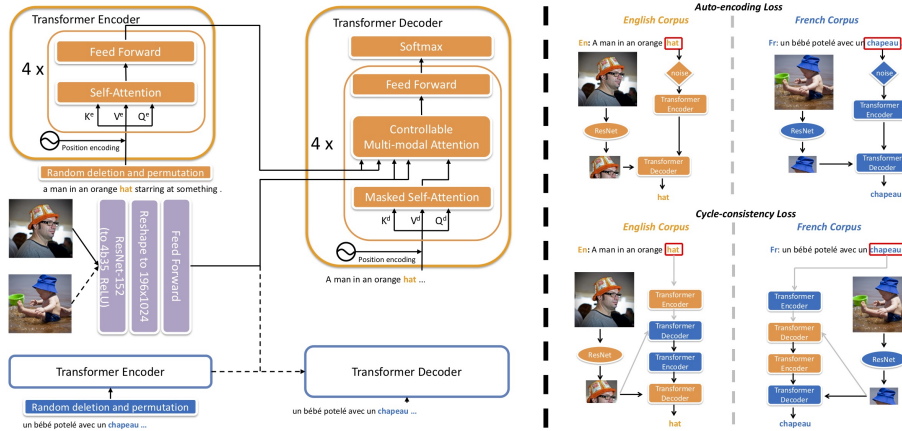 Transformer Encoder
Feed Forward
4 x
Self-Attention
K^e V^e Q^e
Position encoding
Random deletion and permutation
a man in an orange hat starring at something .
ResNet-152
(to 4b35_ReLU)
Reshape to 196x1024
Feed Forward
Transformer Encoder
Random deletion and permutation
un bébé potelé avec un chapeau ...
Transformer Decoder
Softmax
Feed Forward
4 x
Controllable
Multi-modal Attention
Masked Self-Attention
K^d V^d Q^d
Position encoding
A man in an orange hat ...
Transformer Decoder
un bébé potelé avec un chapeau ...
Auto-encoding Loss
English Corpus
En: A man in an orange hat
noise
Transformer
Encoder
ResNet
Transformer
Decoder
hat
French Corpus
Fr: un bébé potelé avec un chapeau
noise
Transformer
Encoder
ResNet
Transformer
Decoder
chapeau
Cycle-consistency Loss
English Corpus
En: A man in an orange hat
Transformer
Encoder
Transformer
Decoder
ResNet
Transformer
Encoder
Transformer
Decoder
hat
French Corpus
Fr: un bébé potelé avec un chapeau
Transformer
Encoder
Transformer
Decoder
Transformer
Encoder
ResNet
Transformer
Decoder
chapeau